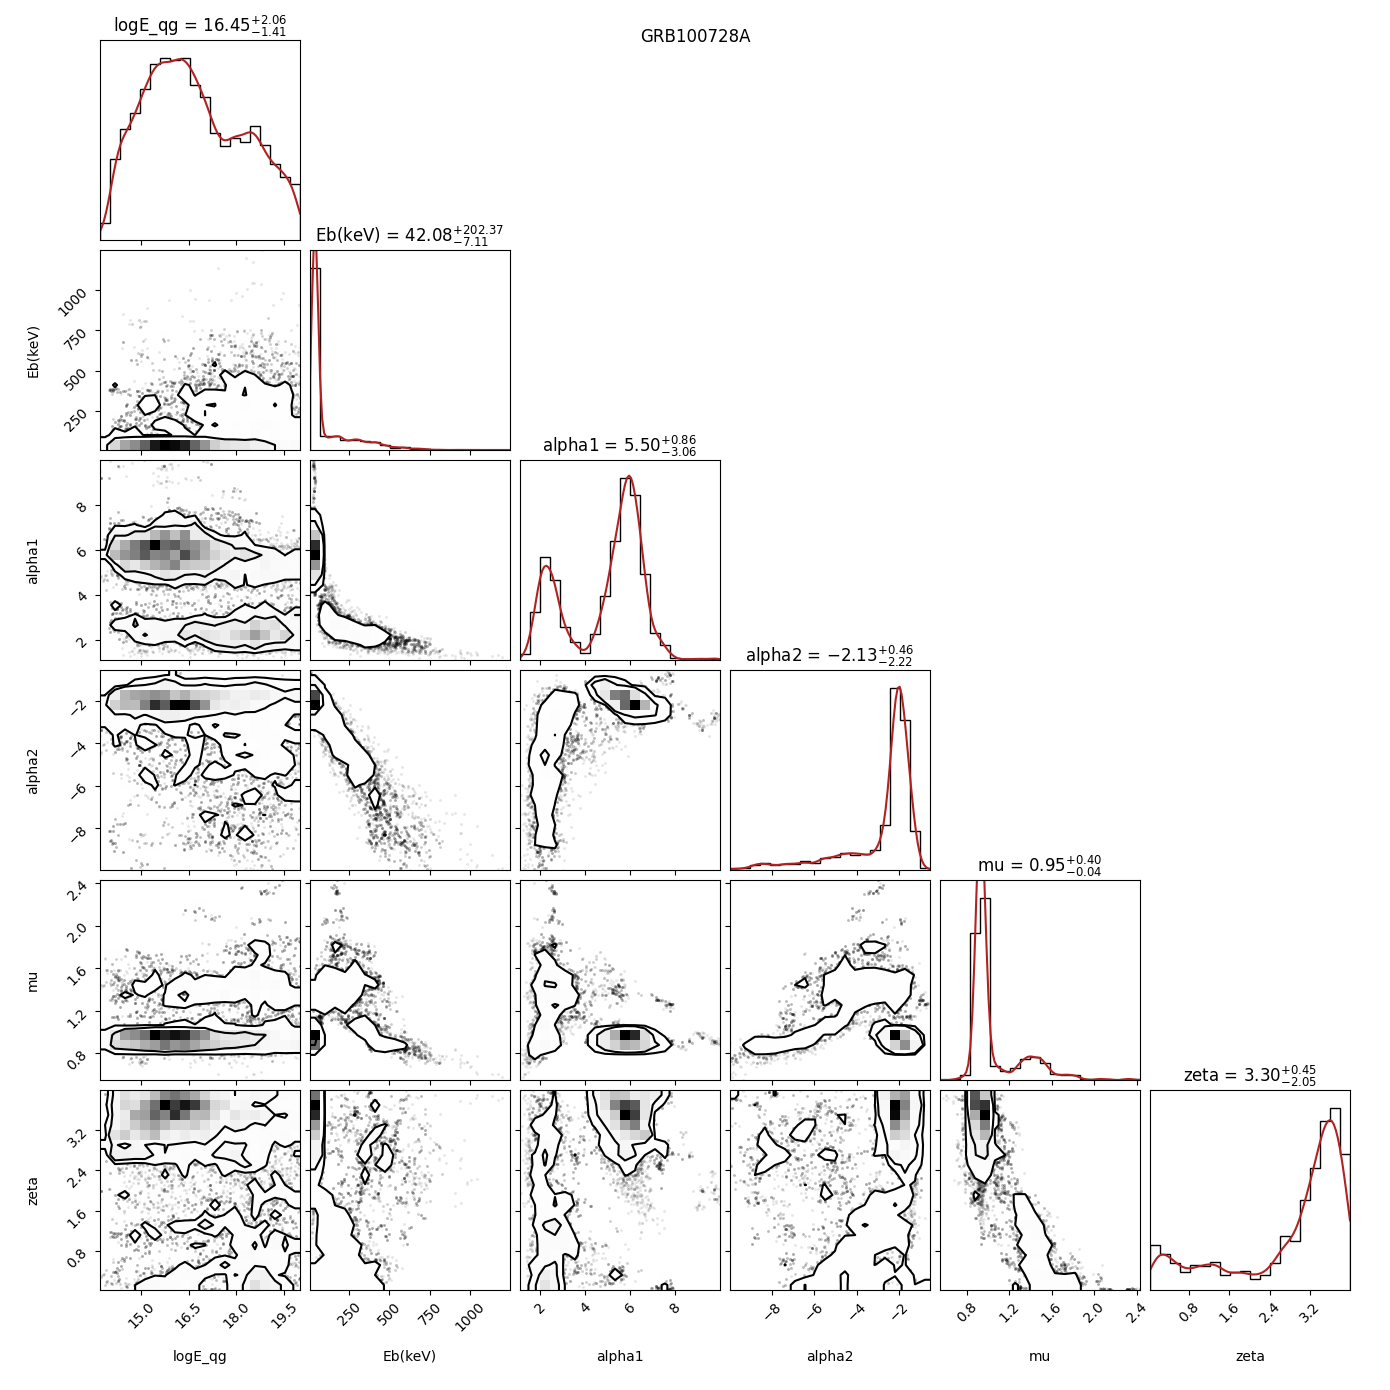 logE_qg = 16.45^{+2.06}_{-1.41}
GRB100728A
Eb(keV) = 42.08^{+202.37}_{-7.11}
1000
750
500
250
Eb(keV)
alpha1 = 5.50^{+0.86}_{-3.06}
8
6
4
2
alpha1
alpha2 = −2.13^{+0.46}_{-2.22}
−2
−4
−6
−8
alpha2
mu = 0.95^{+0.40}_{-0.04}
2.4
2.0
1.6
1.2
0.8
mu
zeta = 3.30^{+0.45}_{-2.05}
3.2
2.4
1.6
0.8
zeta
15.0 16.5 18.0 19.5 250 500 750 1000 2 4 6 8 −8 −6 −4 −2 0.8 1.2 1.6 2.0 2.4 0.8 1.6 2.4 3.2
logE_qg Eb(keV) alpha1 alpha2 mu zeta